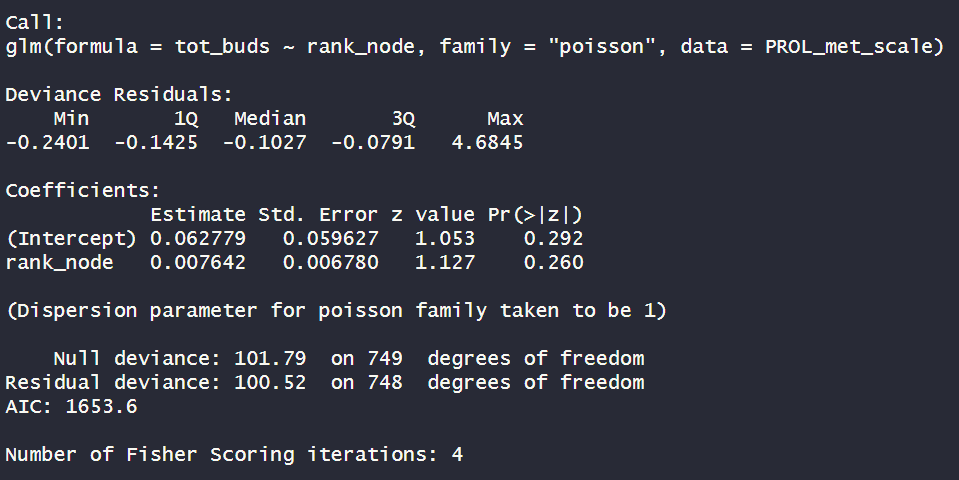 Call:
glm(formula = tot_buds ~ rank_node, family = "poisson", data = PROL_met_scale)
Deviance Residuals:
    Min       1Q   Median       3Q      Max
-0.2401  -0.1425  -0.1027  -0.0791   4.6845
Coefficients:
            Estimate Std. Error z value Pr(>|z|)
(Intercept) 0.062779   0.059627   1.053    0.292
rank_node   0.007642   0.006780   1.127    0.260
(Dispersion parameter for poisson family taken to be 1)
    Null deviance: 101.79  on 749  degrees of freedom
Residual deviance: 100.52  on 748  degrees of freedom
AIC: 1653.6
Number of Fisher Scoring iterations: 4